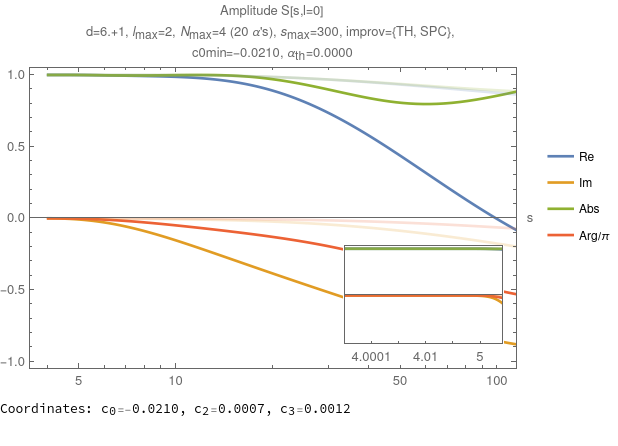 Amplitude S[s,l=0]
d=6.+1, lmax=2, Nmax=4 (20 α's), smax=300, improv={TH, SPC},
c0min=-0.0210, αth=0.0000
1.0
0.5
0.0
-0.5
-1.0
s
4.0001 4.01 5
5 10 50 100
Re
Im
Abs
Arg/π
Coordinates: c0=-0.0210, c2=0.0007, c3=0.0012